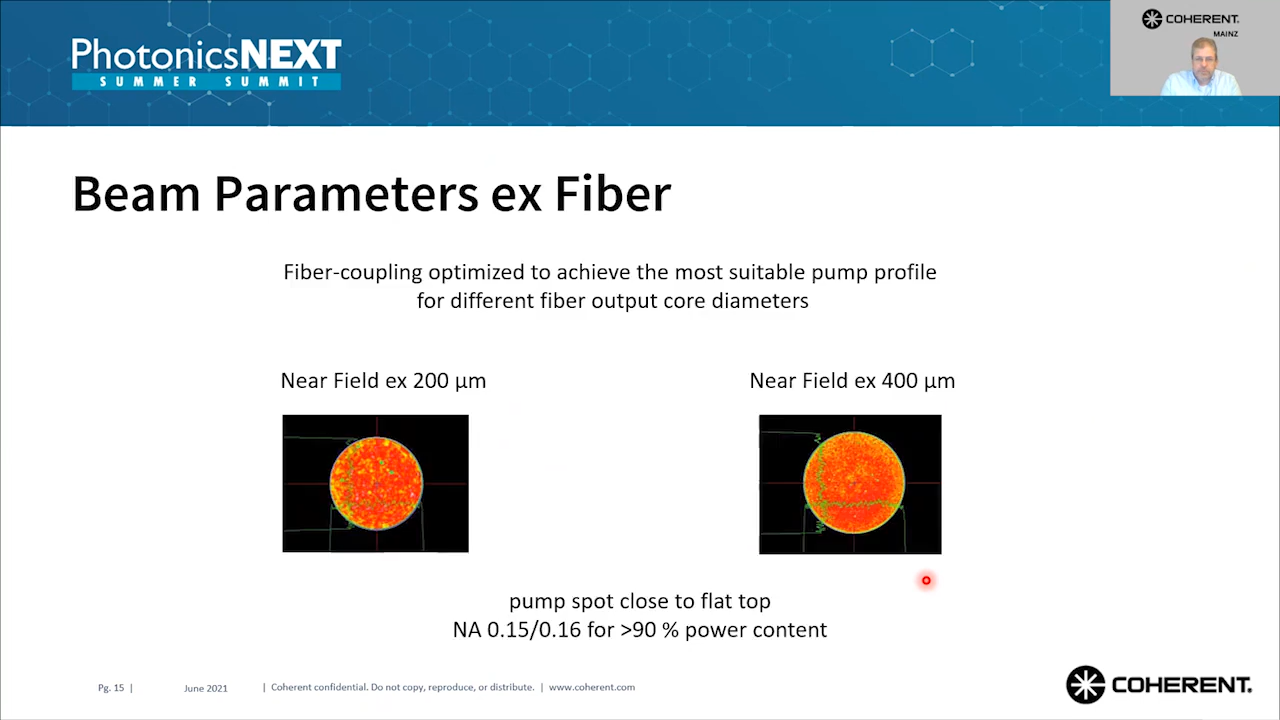 PhotonicsNEXT
SUMMER SUMMIT
COHERENT.
MAINZ
Beam Parameters ex Fiber
Fiber-coupling optimized to achieve the most suitable pump profile
for different fiber output core diameters
Near Field ex 200 µm
Near Field ex 400 µm
pump spot close to flat top
NA 0.15/0.16 for >90 % power content
Pg. 15 | June 2021 | Coherent confidential. Do not copy, reproduce, or distribute. | www.coherent.com
COHERENT.